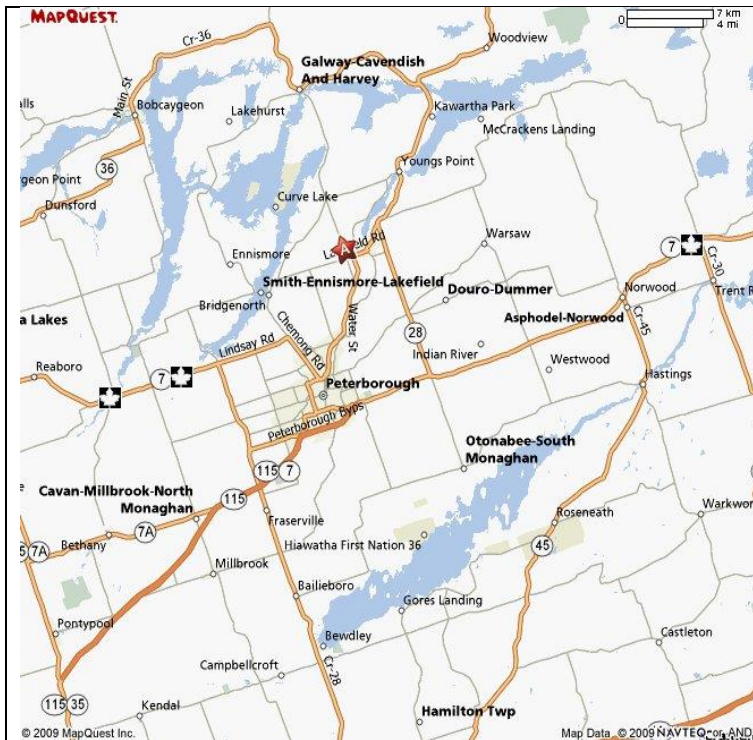 MAPQUEST.
7 km
0
4 mi
Cr-36
Woodview
Galway-Cavendish
And Harvey
Main St
alls
Bobcaygeon
Lakehurst
Kawartha Park
McCrackens Landing
36
geon Point
Youngs Point
Dunsford
Curve Lake
A
Warsaw
7
Ennismore
Cr-30
Smith-Ennismore-Lakefield
Bridgenorth
Douro-Dummer
Norwood
Trent R
a Lakes
Chemong Rd
Water St
Asphodel-Norwood
Cr-45
Lindsay Rd
28
Indian River
Westwood
Reaboro
7
Hastings
Peterborough
Peterborough Byps
Otonabee-South
Monaghan
115 7
Cavan-Millbrook-North
Monaghan
115
7A
Fraserville
Roseneath
Warkwor
5 7A
Bethany
Hiawatha First Nation 36
45
Millbrook
Bailieboro
Gores Landing
Pontypool
Bewdley
Castleton
Campbellcroft
Cr-28
115 35
Kendal
Hamilton Twp
© 2009 MapQuest Inc.
Map Data © 2009 NAVTEQ or AND